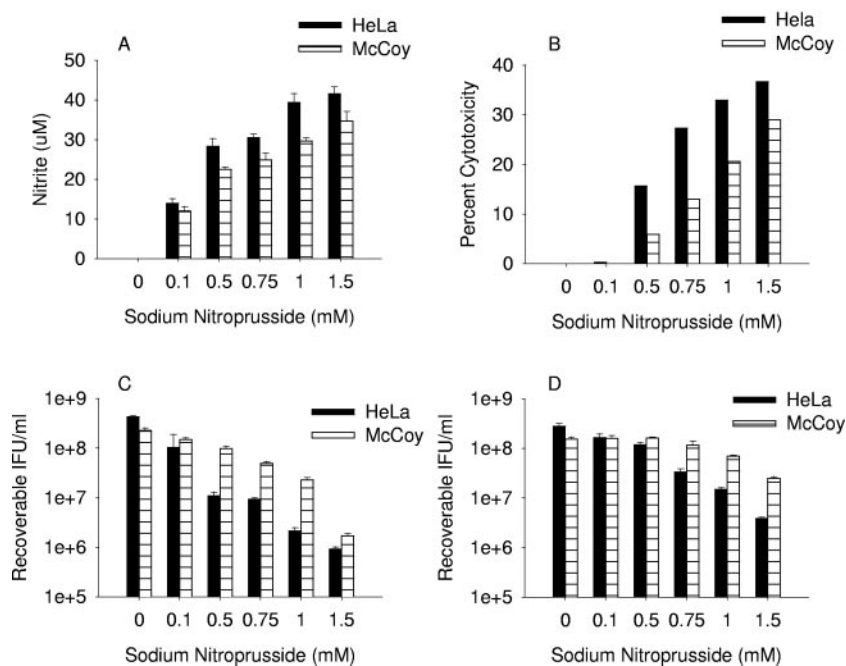 A
HeLa
McCoy
50
40
30
20
10
0
Nitrite (uM)
0 0.1 0.5 0.75 1 1.5
Sodium Nitroprusside (mM)
B
Hela
McCoy
40
30
20
10
0
Percent Cytotoxicity
0 0.1 0.5 0.75 1 1.5
Sodium Nitroprusside (mM)
C
HeLa
McCoy
1e+9
1e+8
1e+7
1e+6
1e+5
Recoverable IFU/ml
0 0.1 0.5 0.75 1 1.5
Sodium Nitroprusside (mM)
D
HeLa
McCoy
1e+9
1e+8
1e+7
1e+6
1e+5
Recoverable IFU/ml
0 0.1 0.5 0.75 1 1.5
Sodium Nitroprusside (mM)